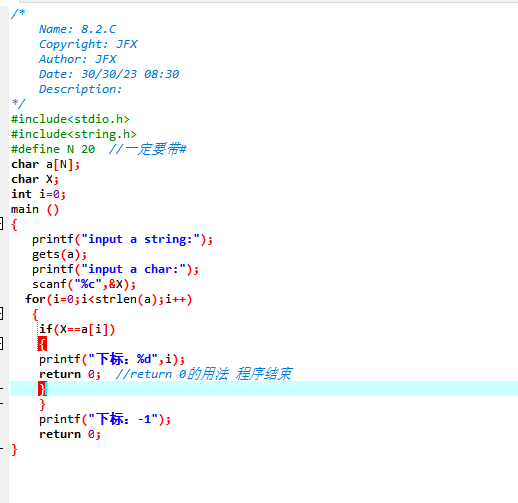 /*
Name: 8.2.C
Copyright: JFX
Author: JFX
Date: 30/30/23 08:30
Description:
*/
#include<stdio.h>
#include<string.h>
#define N 20  //一定要带#
char a[N];
char X;
int i=0;
main ()
{
printf("input a string:");
gets(a);
printf("input a char:");
scanf("%c",&X);
for(i=0;i<strlen(a);i++)
{
if(X==a[i])
{
printf("下标：%d",i);
return 0;  //return 0的用法 程序结束
}
}
printf("下标：-1");
return 0;
}